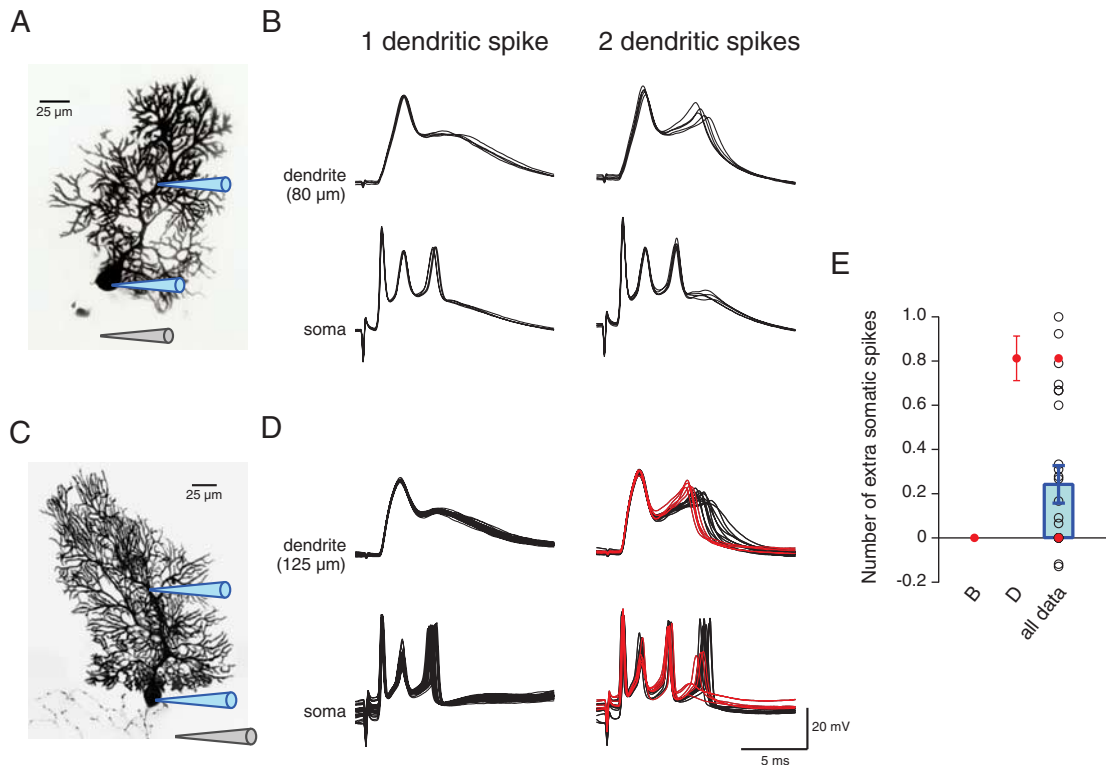 A
25 µm
B
1 dendritic spike
2 dendritic spikes
dendrite
(80 µm)
soma
C
25 µm
D
dendrite
(125 µm)
soma
20 mV
5 ms
E
Number of extra somatic spikes
1.0
0.8
0.6
0.4
0.2
0
-0.2
B
D
all data